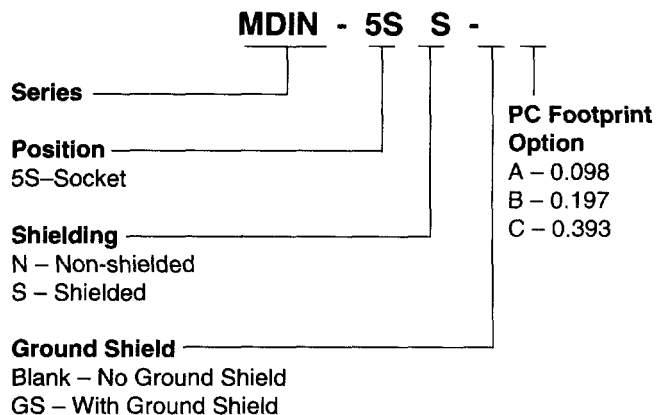 MDIN - 5S S -
Series
Position
5S–Socket
Shielding
N – Non-shielded
S – Shielded
Ground Shield
Blank – No Ground Shield
GS – With Ground Shield
PC Footprint
Option
A – 0.098
B – 0.197
C – 0.393